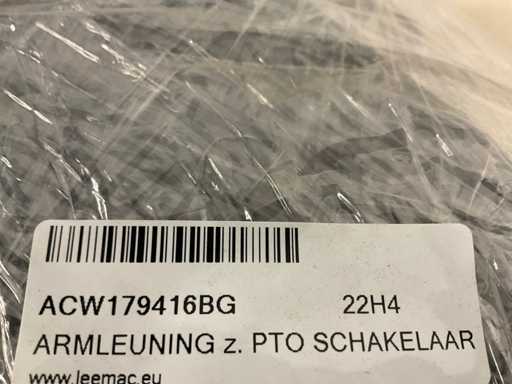 ACW179416BG 22H4
ARMLEUNING z. PTO SCHAKELAAR
www.leemac.eu